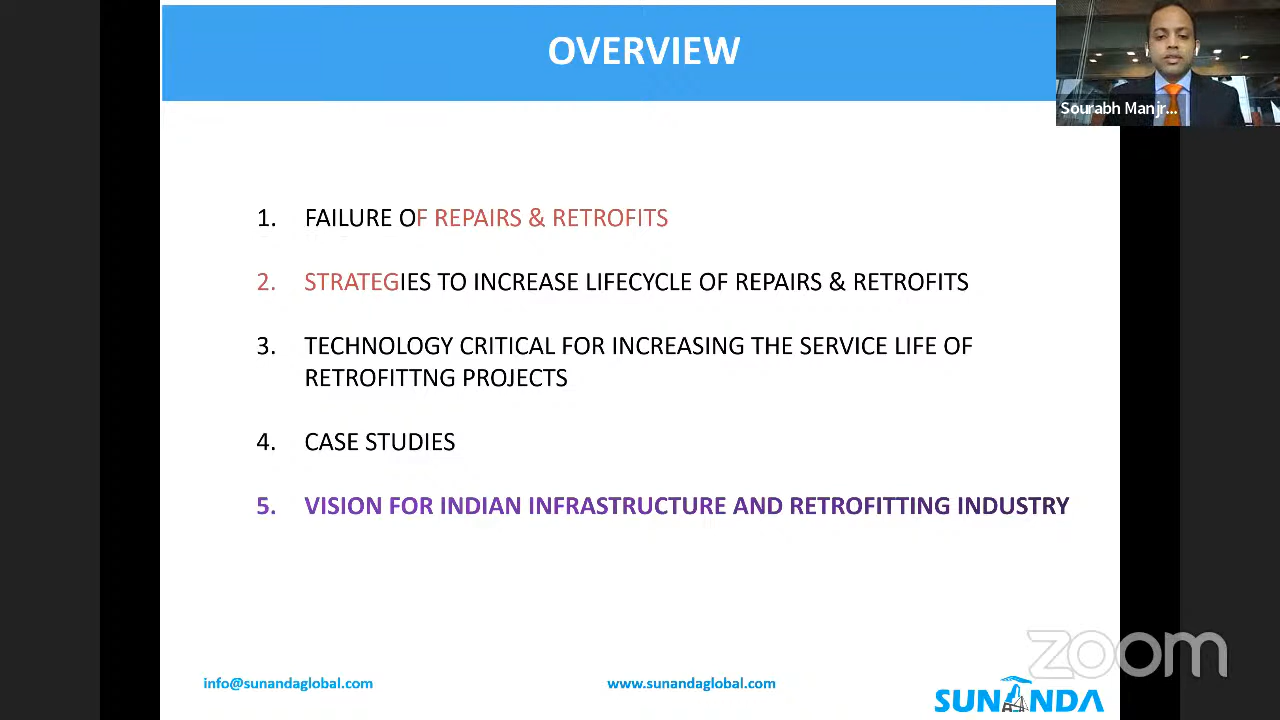 OVERVIEW
Sourabh Manjr...
1. FAILURE OF REPAIRS & RETROFITS
2. STRATEGIES TO INCREASE LIFECYCLE OF REPAIRS & RETROFITS
3. TECHNOLOGY CRITICAL FOR INCREASING THE SERVICE LIFE OF
RETROFITTNG PROJECTS
4. CASE STUDIES
5. VISION FOR INDIAN INFRASTRUCTURE AND RETROFITTING INDUSTRY
zoom
info@sunandaglobal.com
www.sunandaglobal.com
SUNANDA